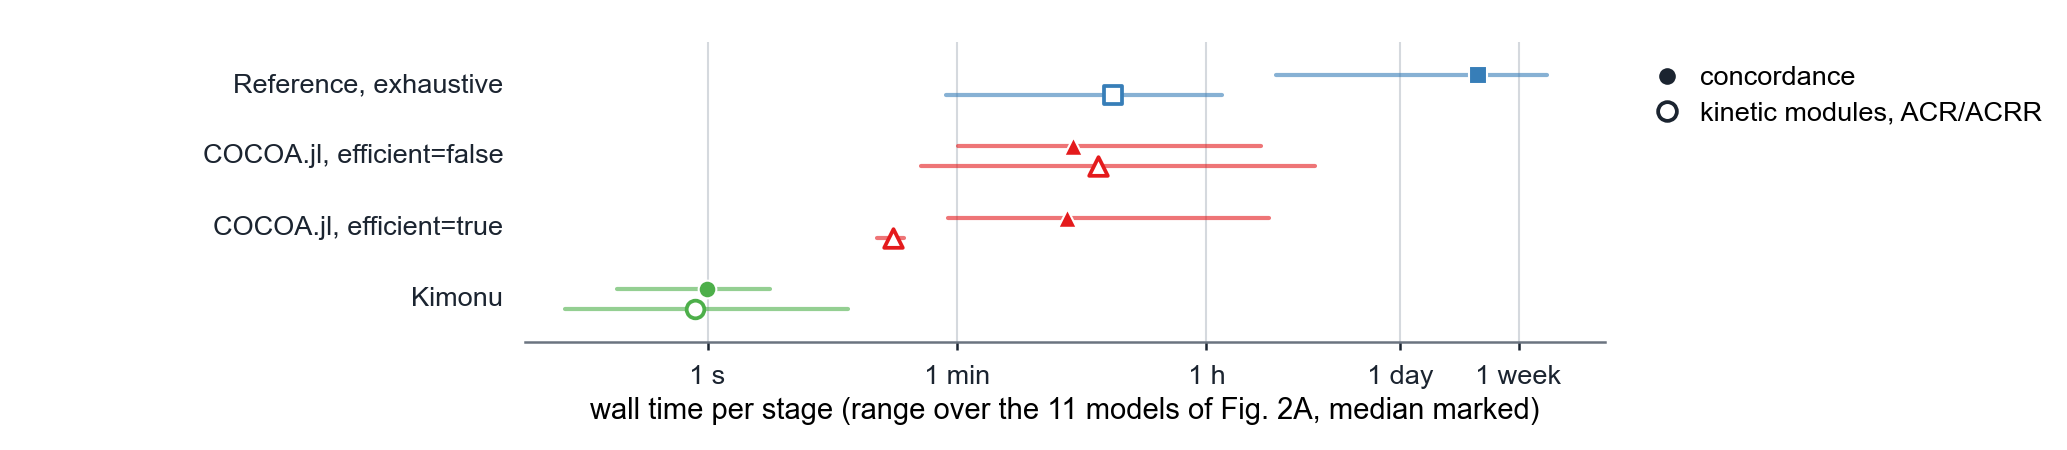 Reference, exhaustive
COCOA.jl, efficient=false
COCOA.jl, efficient=true
Kimonu
1 s
1 min
1 h
1 day
1 week
wall time per stage (range over the 11 models of Fig. 2A, median marked)
concordance
kinetic modules, ACR/ACRR